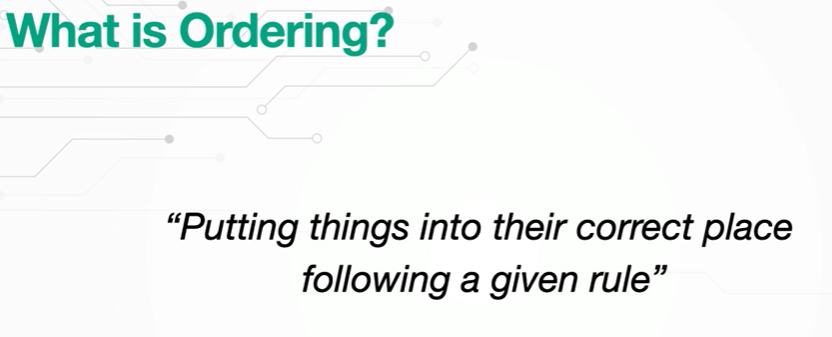 What is Ordering?
“Putting things into their correct place
following a given rule”